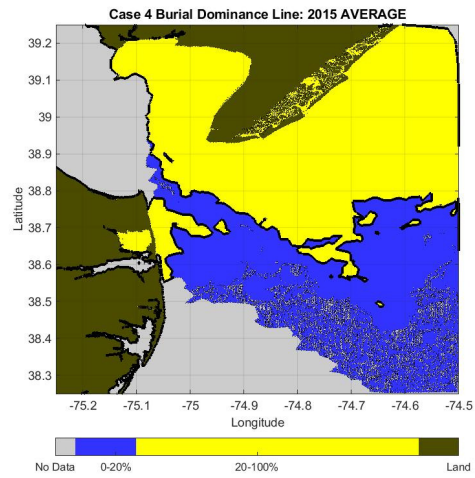 Case 4 Burial Dominance Line: 2015 AVERAGE
39.2
39.1
39
38.9
38.8
38.7
38.6
38.5
38.4
38.3
Latitude
-75.2 -75.1 -75 -74.9 -74.8 -74.7 -74.6 -74.5
Longitude
No Data 0-20% 20-100% Land